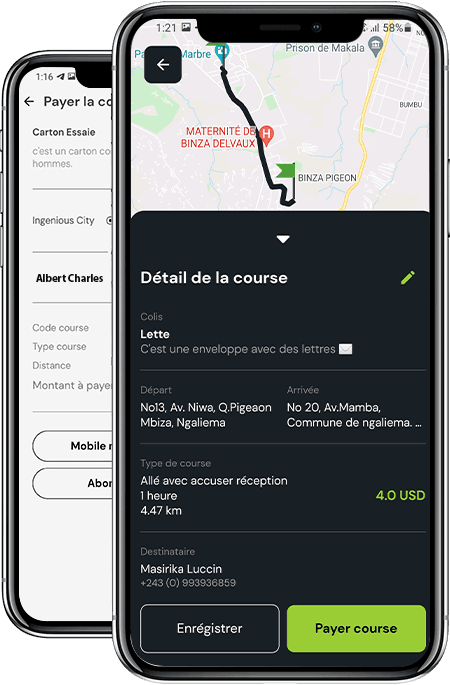 1:16
Payer la co
Carton Essaie
c'est un carton co
hommes.
Ingenious City
Albert Charles
Code course
Type course
Distance
Montant à payer
Mobile
Abor
1:21
58%
Marbre
Prison de Makala
BUMBU
MATERNITÉ DE
BINZA DELVAUX
H
BINZA PIGEON
Détail de la course
Colis
Lette
C'est une enveloppe avec des lettres
Départ
No13, Av. Niwa, Q.Pigeaon
Mbiza, Ngaliema
Arrivée
No 20, Av.Mamba,
Commune de ngaliema. ...
Type de course
Allé avec accuser réception
1 heure
4.47 km
4.0 USD
Destinataire
Masirika Luccin
+243 (0) 993936859
Enrégistrer
Payer course